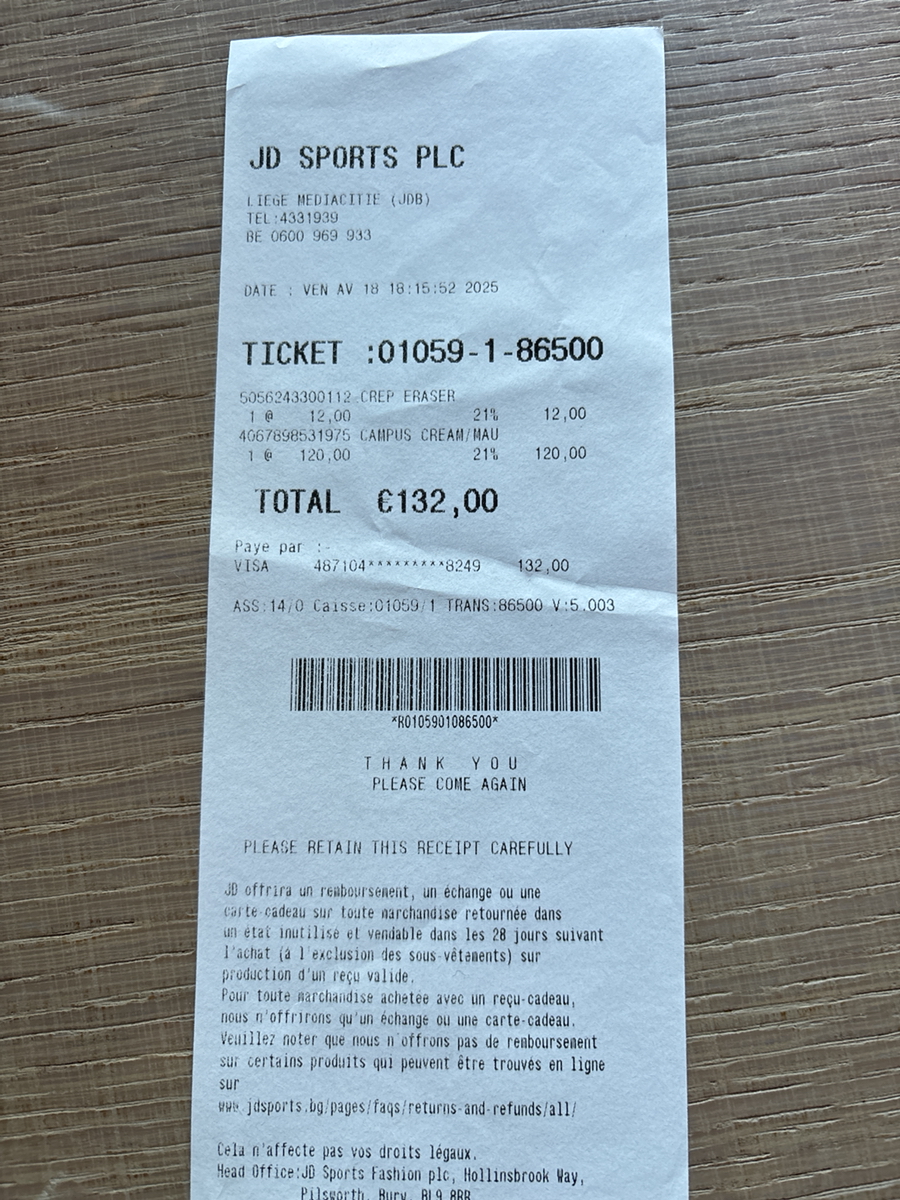 JD SPORTS PLC
LIEGE MEDIACITIE (JDB)
TEL:4331939
BE 0600 969 933
DATE : VEN AV 18 18:15:52 2025
TICKET :01059-1-86500
5056243300112 CREP ERASER
1 @ 12,00 21% 12,00
4067898531975 CAMPUS CREAM/MAU
1 @ 120,00 21% 120,00
TOTAL €132,00
Paye par :-
VISA 487104*********8249 132,00
ASS:14/0 Caisse:01059/1 TRANS:86500 V:5.003
*R0105901086500*
THANK YOU
PLEASE COME AGAIN
PLEASE RETAIN THIS RECEIPT CAREFULLY
JD offrira un remboursement, un échange ou une
carte-cadeau sur toute marchandise retournée dans
un état inutilisé et vendable dans les 28 jours suivant
l'achat (à l'exclusion des sous-vêtements) sur
production d'un reçu valide.
Pour toute marchandise achetée avec un reçu-cadeau,
nous n'offrirons qu'un échange ou une carte-cadeau.
Veuillez noter que nous n'offrons pas de remboursement
sur certains produits qui peuvent être trouvés en ligne
sur
www.jdsports.bg/pages/faqs/returns-and-refunds/all/
Cela n'affecte pas vos droits légaux.
Head Office:JD Sports Fashion plc, Hollinsbrook Way,
Pilsworth, Bury, BL9 8RR